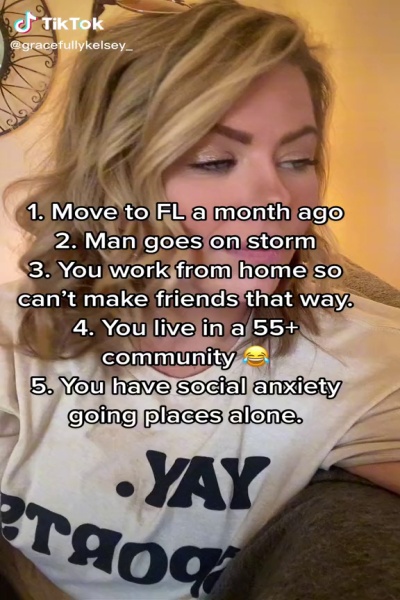 TikTok
@gracefullykelsey_
1. Move to FL a month ago
2. Man goes on storm
3. You work from home so
can't make friends that way.
4. You live in a 55+
community 😂
5. You have social anxiety
going places alone.
YAY.
SPORTS